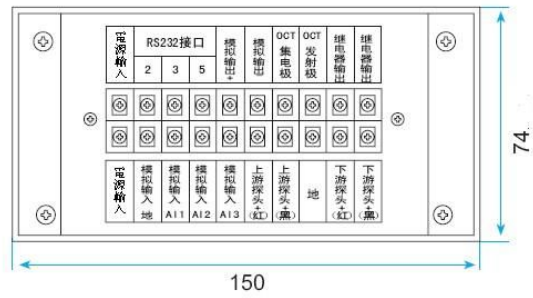 電源輸入
RS232接口
2 3 5
模拟输出+
模拟输出
OCT集电极
OCT发射极
继电器输出
继电器输出
電源輸入
模拟输入地
模拟输入AI1
模拟输入AI2
模拟输入AI3
上游探头+(红)
上游探头+(黑)
地
下游探头+(红)
下游探头+(黑)
74.
150